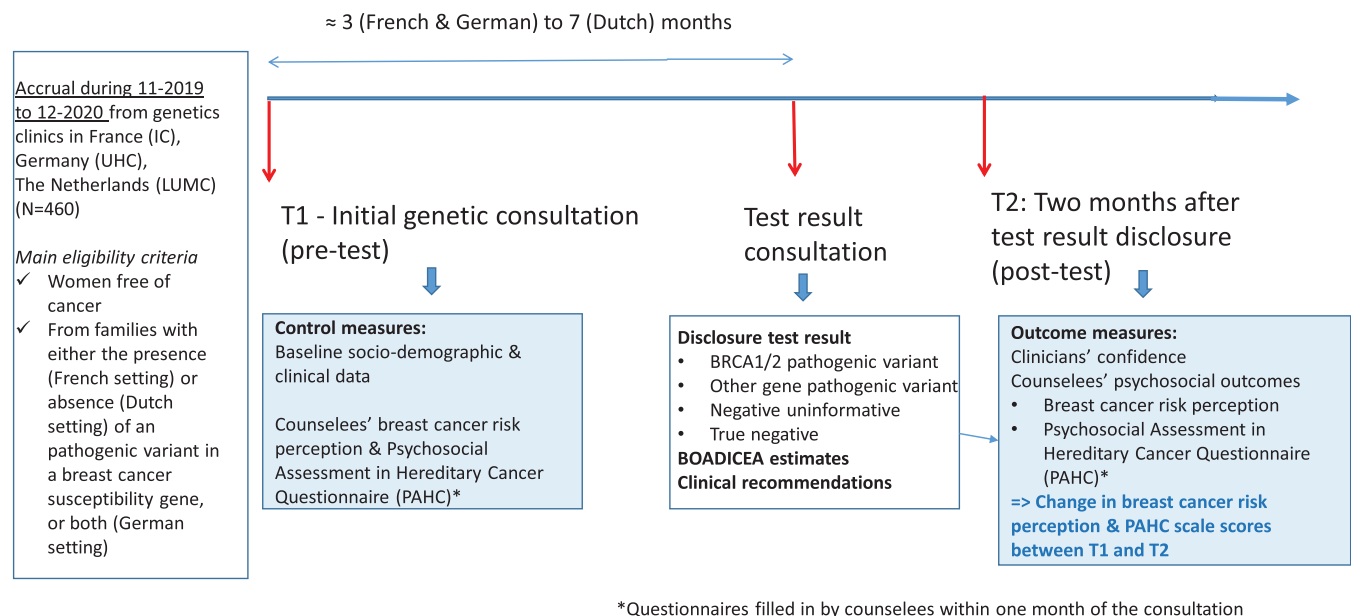 ≈ 3 (French & German) to 7 (Dutch) months
Accrual during 11-2019
to 12-2020 from genetics
clinics in France (IC),
Germany (UHC),
The Netherlands (LUMC)
(N=460)
Main eligibility criteria
✓ Women free of
cancer
✓ From families with
either the presence
(French setting) or
absence (Dutch
setting) of an
pathogenic variant in
a breast cancer
susceptibility gene,
or both (German
setting)
T1 - Initial genetic consultation
(pre-test)
Control measures:
Baseline socio-demographic &
clinical data
Counselees’ breast cancer risk
perception & Psychosocial
Assessment in Hereditary Cancer
Questionnaire (PAHC)*
Test result
consultation
Disclosure test result
• BRCA1/2 pathogenic variant
• Other gene pathogenic variant
• Negative uninformative
• True negative
BOADICEA estimates
Clinical recommendations
T2: Two months after
test result disclosure
(post-test)
Outcome measures:
Clinicians’ confidence
Counselees’ psychosocial outcomes
• Breast cancer risk perception
• Psychosocial Assessment in
Hereditary Cancer Questionnaire
(PAHC)*
=> Change in breast cancer risk
perception & PAHC scale scores
between T1 and T2
*Questionnaires filled in by counselees within one month of the consultation